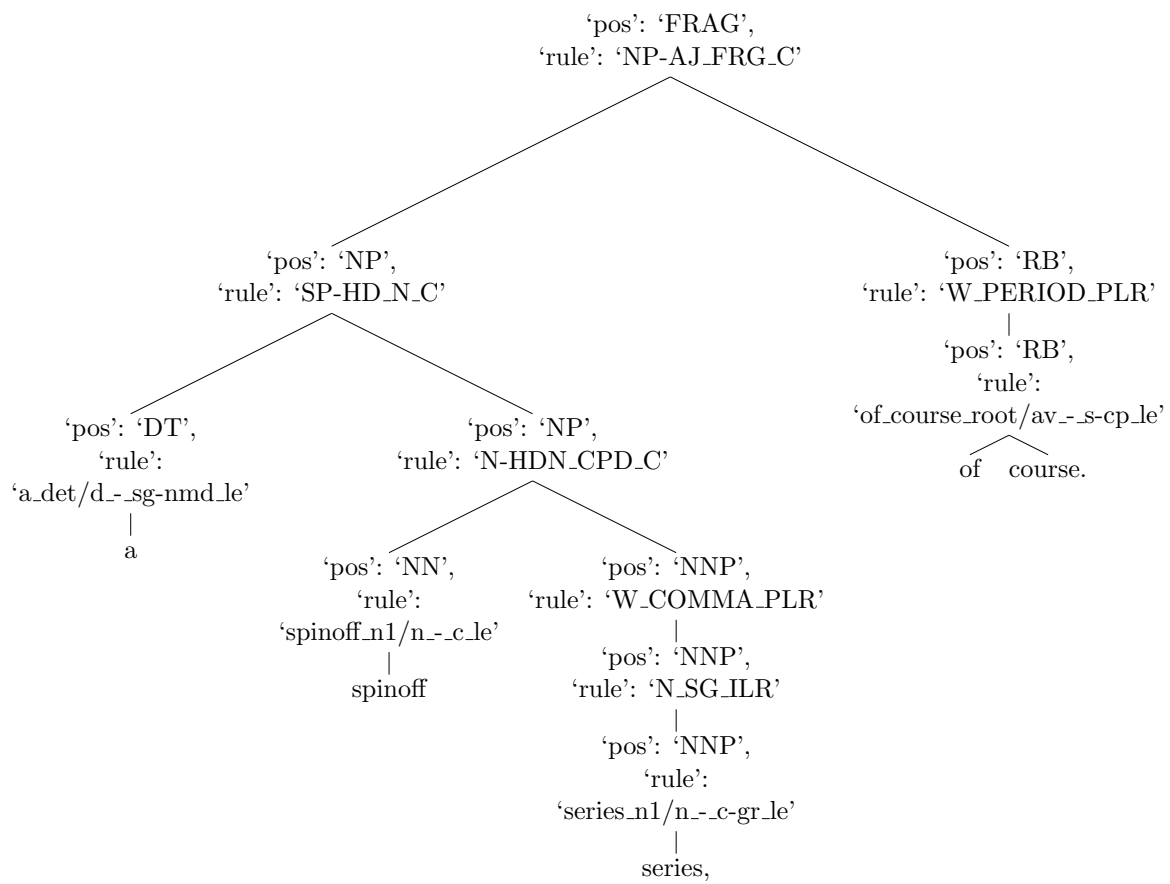 ‘pos’: ‘FRAG’,
‘rule’: ‘NP-AJ_FRG_C’
‘pos’: ‘NP’,
‘rule’: ‘SP-HD_N_C’
‘pos’: ‘RB’,
‘rule’: ‘W_PERIOD_PLR’
‘pos’: ‘RB’,
‘rule’:
‘of_course_root/av_-_s-cp_le’
of course.
‘pos’: ‘DT’,
‘rule’:
‘a_det/d_-_sg-nmd_le’
a
‘pos’: ‘NP’,
‘rule’: ‘N-HDN_CPD_C’
‘pos’: ‘NN’,
‘rule’:
‘spinoff_n1/n_-_c_le’
spinoff
‘pos’: ‘NNP’,
‘rule’: ‘W_COMMA_PLR’
‘pos’: ‘NNP’,
‘rule’: ‘N_SG_ILR’
‘pos’: ‘NNP’,
‘rule’:
‘series_n1/n_-_c-gr_le’
series,